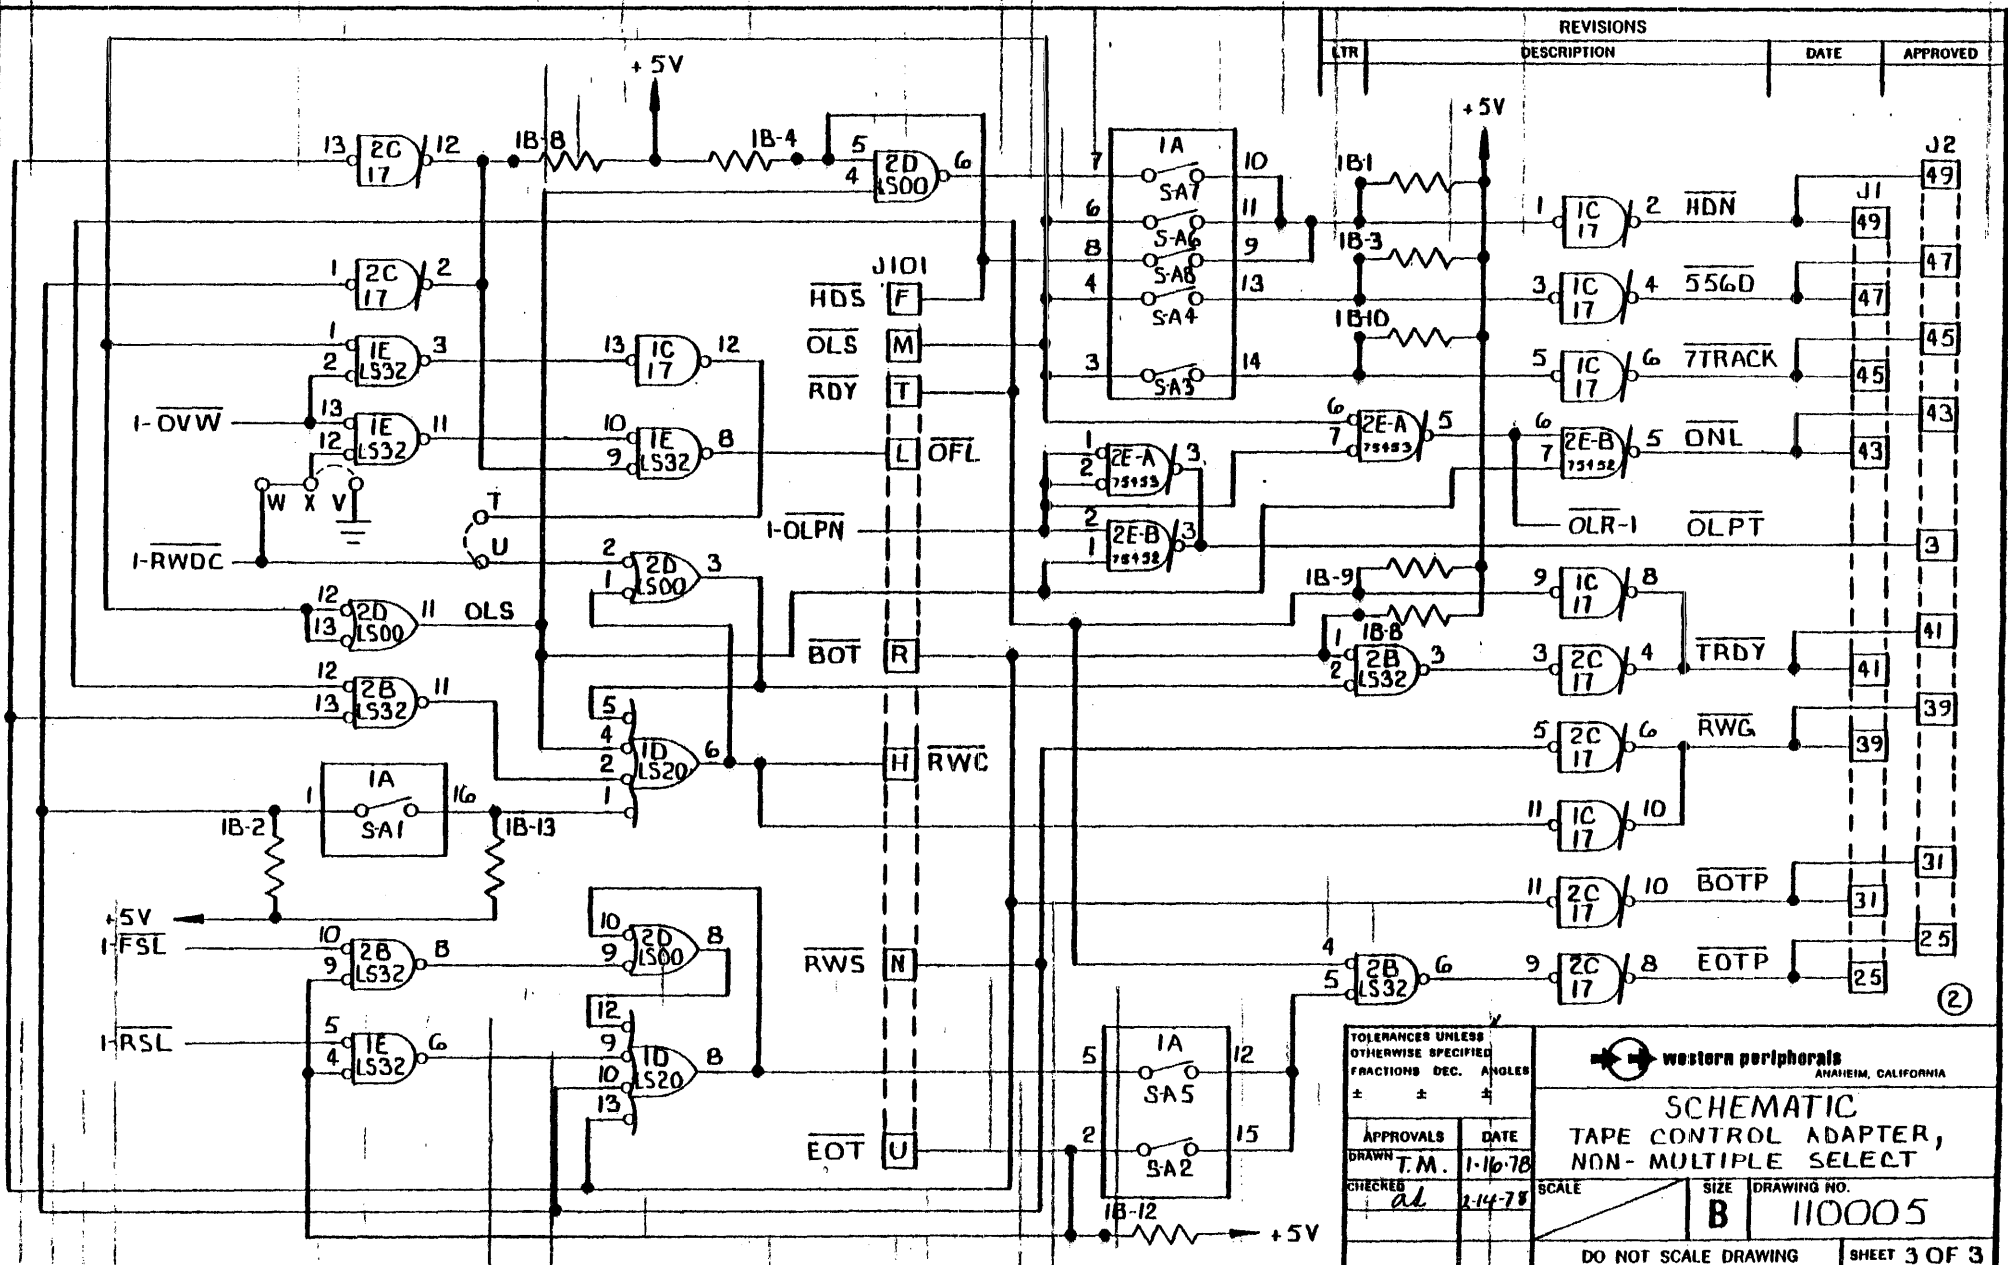 REVISIONS
LTR DESCRIPTION DATE APPROVED
+5V
+5V
13 2C 17 12
1B-8
1B-4
5 4 2D LS00 6
1 2C 17 2
1 2 1E LS32 3
13 12 1E LS32 11
1-OVW
W X V
1-RWDC
13 1C 17 12
10 9 1E LS32 8
T
U
2 1 2D LS00 3
12 13 2D LS00 11 OLS
12 13 2B LS32 11
5 4 2 1 1D LS20 6
1 1A S-A1 16
1B-2
1B-13
+5V
1-FSL
10 9 2B LS32 8
10 9 2D LS00 8
1-RSL
5 4 1E LS32 6
12 9 10 13 1D LS20 8
J101
HDS F
OLS M
RDY T
L OFL
1-OLPN
BOT R
H RWC
RWS N
EOT U
1A
7 S-A7 10
6 S-A6 11
8 S-A8 9
4 S-A4 13
3 S-A3 14
1B-1
1B-3
1B-10
1 2 2E-A 75453 3
2 1 2E-B 75452 3
6 7 2E-A 75453 5
6 7 2E-B 75452 5 ONL
OLR-1
OLPT
1B-9
1B-8
1 2 2B LS32 3
1 1C 17 2 HDN
3 1C 17 4 556D
5 1C 17 6 7TRACK
9 1C 17 8
3 2C 17 4 TRDY
5 2C 17 6 RWG
11 1C 17 10
11 2C 17 10 BOTP
4 5 2B LS32 6
9 2C 17 8 EOTP
J1
49
47
45
43
41
39
31
25
J2
49
47
45
43
3
41
39
31
25
2
1A
5 S-A5 12
2 S-A2 15
1B-12
+5V
TOLERANCES UNLESS
OTHERWISE SPECIFIED
FRACTIONS DEC. ANGLES
± ± ±
APPROVALS DATE
DRAWN T.M. 1-16-78
CHECKED al 2-14-78
western peripherals
ANAHEIM, CALIFORNIA
SCHEMATIC
TAPE CONTROL ADAPTER,
NON-MULTIPLE SELECT
SCALE SIZE B DRAWING NO. 110005
DO NOT SCALE DRAWING SHEET 3 OF 3